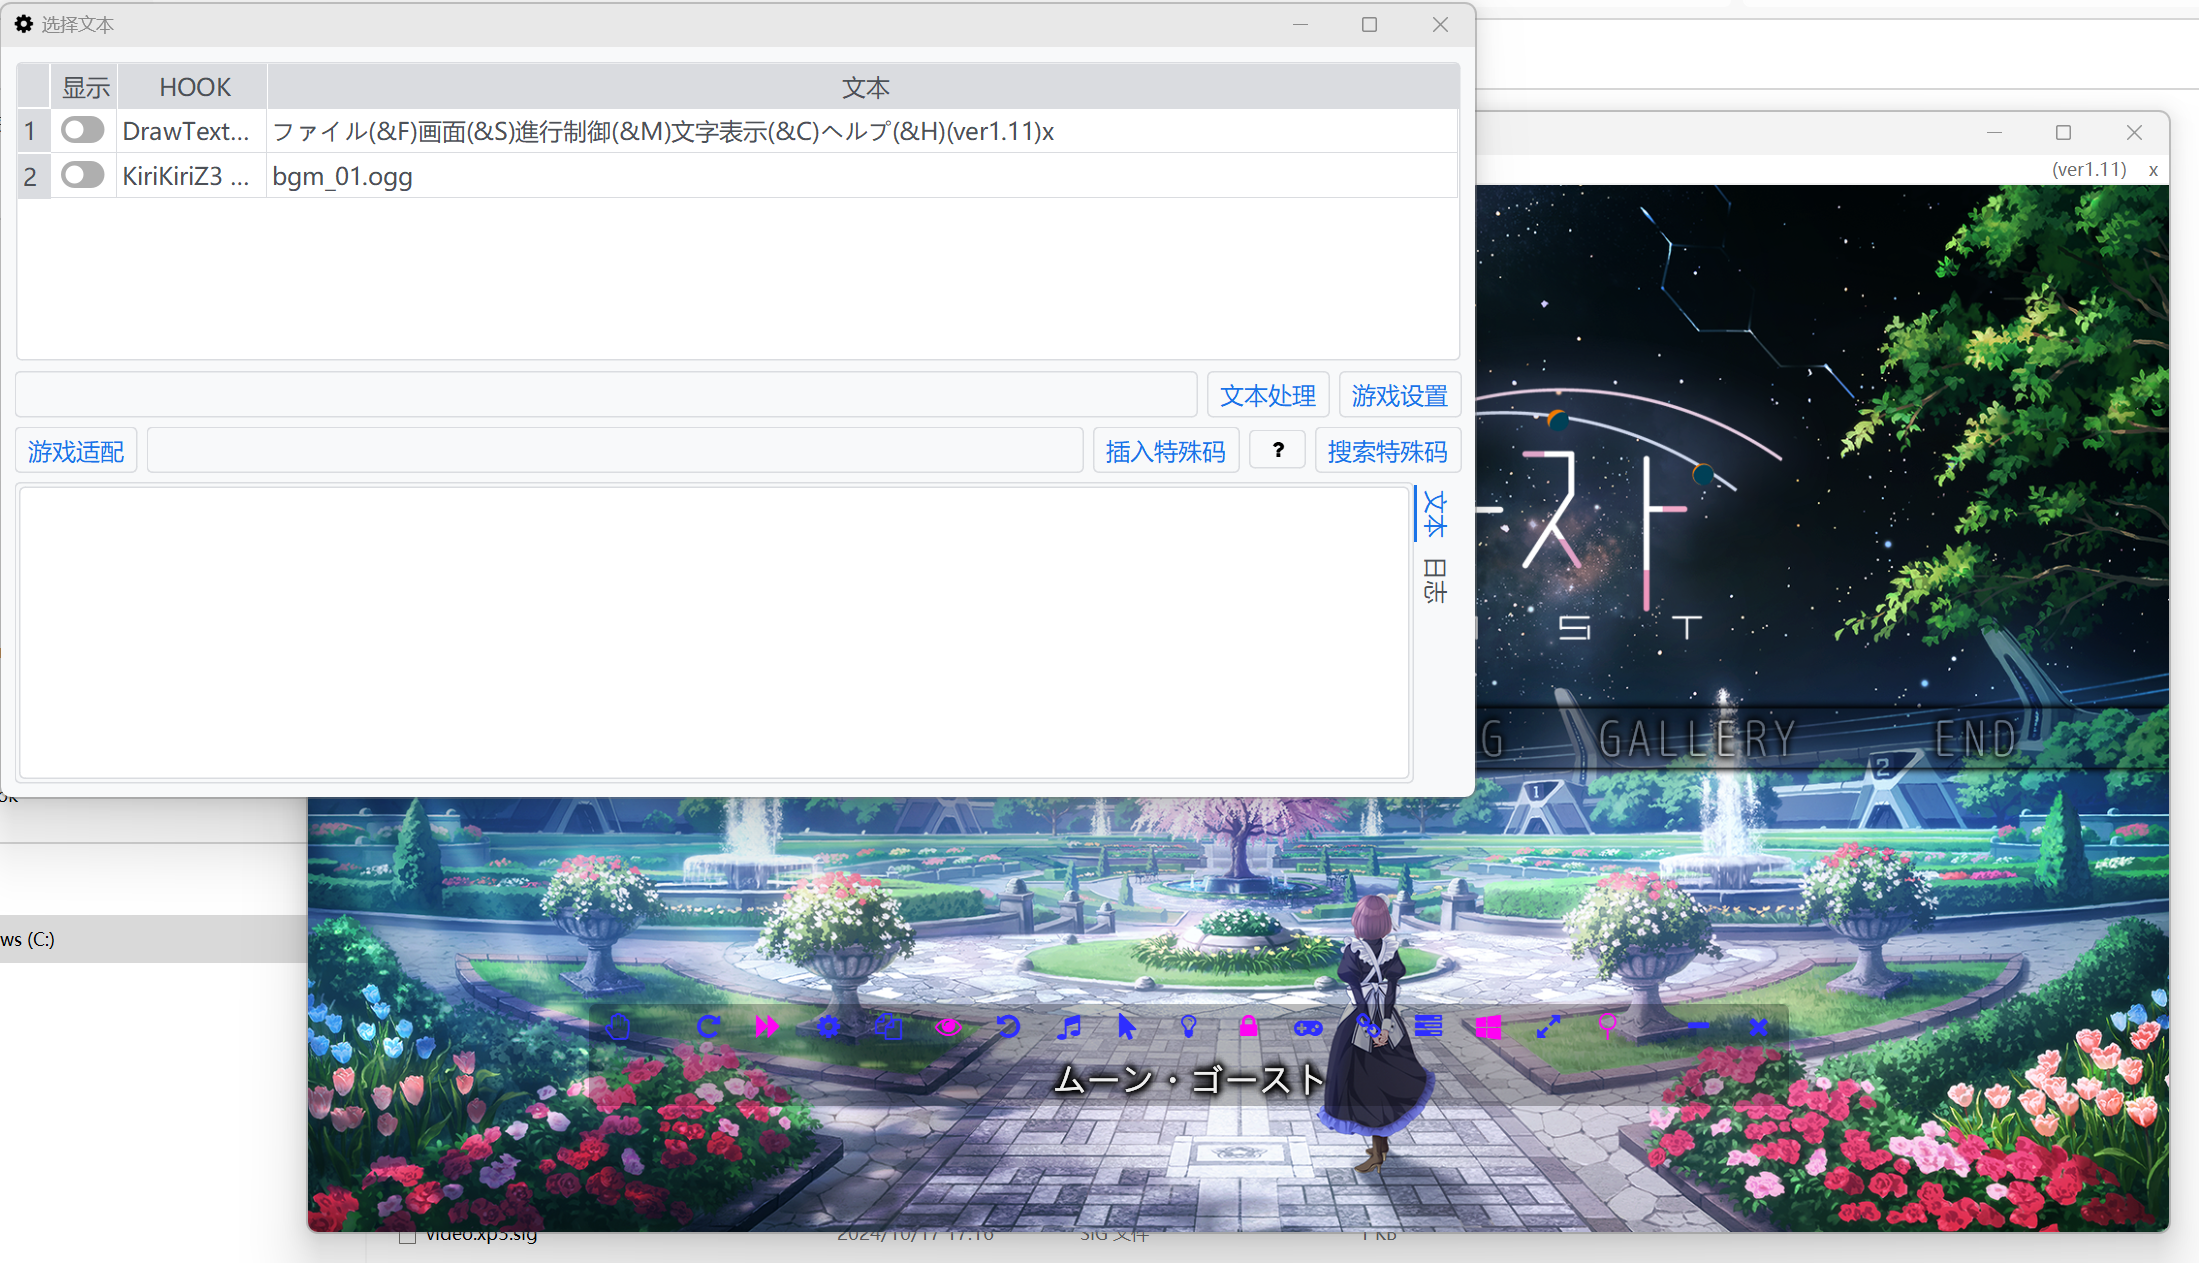 选择文本
显示 HOOK 文本
1 DrawText... ファイル(&F)画面(&S)進行制御(&M)文字表示(&C)ヘルプ(&H)(ver1.11)x
2 KiriKiriZ3 ... bgm_01.ogg
文本处理 游戏设置
游戏适配 插入特殊码 ? 搜索特殊码
文本
日志
(ver1.11) x
スト
S T
G GALLERY END
1
2
ムーン・ゴースト
ws (C:)
video.xp3.sig 2024/10/17 17:16 SIG 文件 1 KB